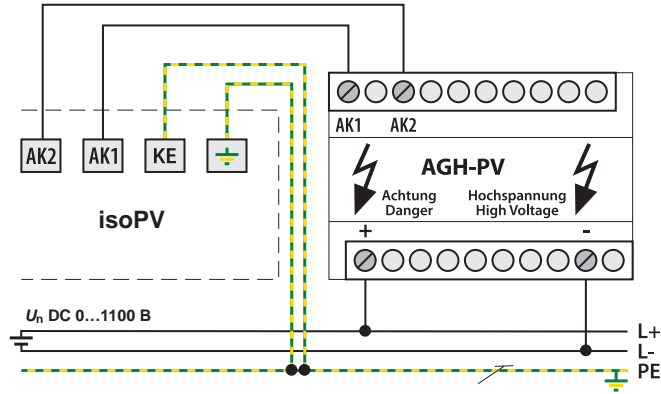 AK1 AK2
AK2 AK1 KE
AGH-PV
Achtung Hochspannung
Danger High Voltage
isoPV
+ -
Un DC 0...1100 В
L+
L-
PE